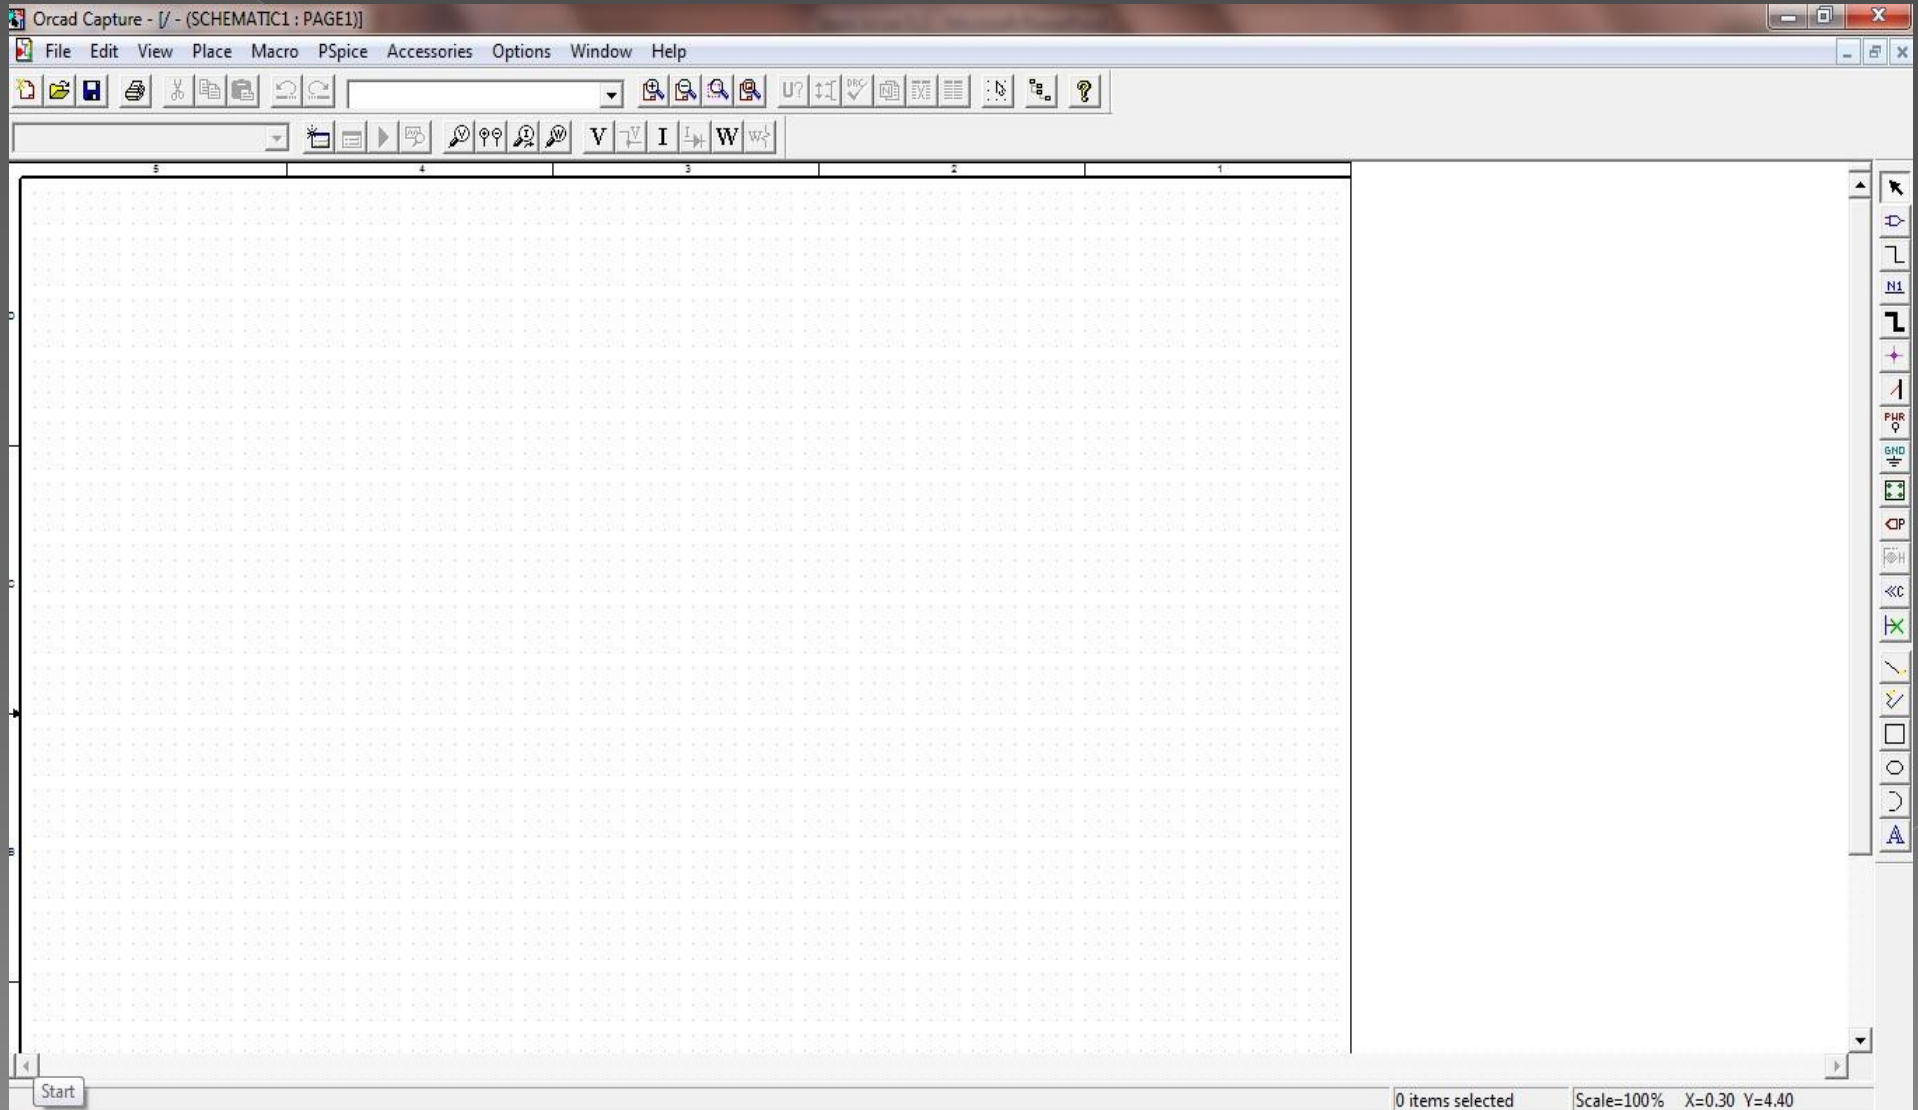 Orcad Capture - [/ - (SCHEMATIC1 : PAGE1)]
File Edit View Place Macro PSpice Accessories Options Window Help
U? DRC
V I W
5 4 3 2 1
N1
D
PWR
GND
P
H
C
C
A
B
Start
0 items selected Scale=100% X=0.30 Y=4.40